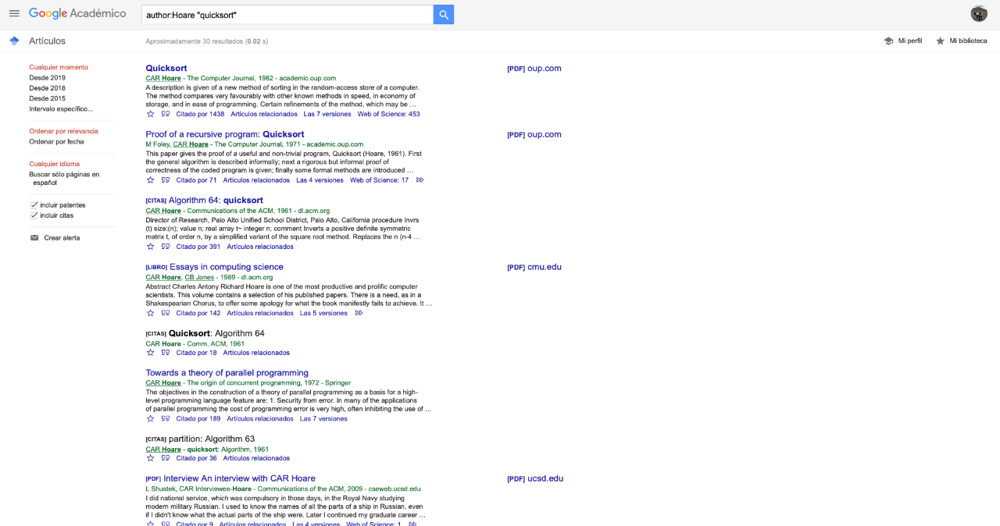 Google Académico
author:Hoare "quicksort"
Artículos
Aproximadamente 30 resultados (0.02 s)
Mi perfil
Mi biblioteca
Cualquier momento
Desde 2019
Desde 2018
Desde 2015
Intervalo específico...
Ordenar por relevancia
Ordenar por fecha
Cualquier idioma
Buscar sólo páginas en
español
incluir patentes
incluir citas
Crear alerta
Quicksort
[PDF] oup.com
CAR Hoare - The Computer Journal, 1962 - academic.oup.com
A description is given of a new method of sorting in the random-access store of a computer.
The method compares very favourably with other known methods in speed, in economy of
storage, and in ease of programming. Certain refinements of the method, which may be …
Citado por 1438 Artículos relacionados Las 7 versiones Web of Science: 453
Proof of a recursive program: Quicksort
[PDF] oup.com
M Foley, CAR Hoare - The Computer Journal, 1971 - academic.oup.com
This paper gives the proof of a useful and non-trivial program, Quicksort (Hoare, 1961). First
the general algorithm is described informally; next a rigorous but informal proof of
correctness of the coded program is given; finally some formal methods are introduced …
Citado por 71 Artículos relacionados Las 4 versiones Web of Science: 17
[CITAS] Algorithm 64: quicksort
CAR Hoare - Communications of the ACM, 1961 - dl.acm.org
Director of Research, Palo Alto Unified School District, Palo Alto, California procedure Invrs
(t) size:(n); value n; real array t~ integer n; comment Inverts a positive definite symmetric
matrix t, of order n, by a simplified variant of the square root method. Replaces the n (n-4 …
Citado por 391 Artículos relacionados
[LIBRO] Essays in computing science
[PDF] cmu.edu
CAR Hoare, CB Jones - 1989 - dl.acm.org
Abstract Charles Antony Richard Hoare is one of the most productive and prolific computer
scientists. This volume contains a selection of his published papers. There is a need, as in a
Shakespearian Chorus, to offer some apology for what the book manifestly fails to achieve. It …
Citado por 142 Artículos relacionados Las 5 versiones
[CITAS] Quicksort: Algorithm 64
CAR Hoare - Comm. ACM, 1961
Citado por 18 Artículos relacionados
Towards a theory of parallel programming
CAR Hoare - The origin of concurrent programming, 1972 - Springer
The objectives in the construction of a theory of parallel programming as a basis for a high-
level programming language feature are: 1. Security from error. In many of the applications
of parallel programming the cost of programming error is very high, often inhibiting the use of …
Citado por 189 Artículos relacionados Las 7 versiones
[CITAS] partition: Algorithm 63
CAR Hoare - quicksort: Algorithm, 1961
Citado por 36 Artículos relacionados
[PDF] Interview An interview with CAR Hoare
[PDF] ucsd.edu
L Shustek, CAR Interviewee-Hoare - Communications of the ACM, 2009 - cseweb.ucsd.edu
I did national service, which was compulsory in those days, in the Royal Navy studying
modern military Russian. I used to know the names of all the parts of a ship in Russian, even
if I didn't know what the actual parts of the ship were. Later I continued my graduate career …
Citado por 9 Artículos relacionados Las 4 versiones Web of Science: 1